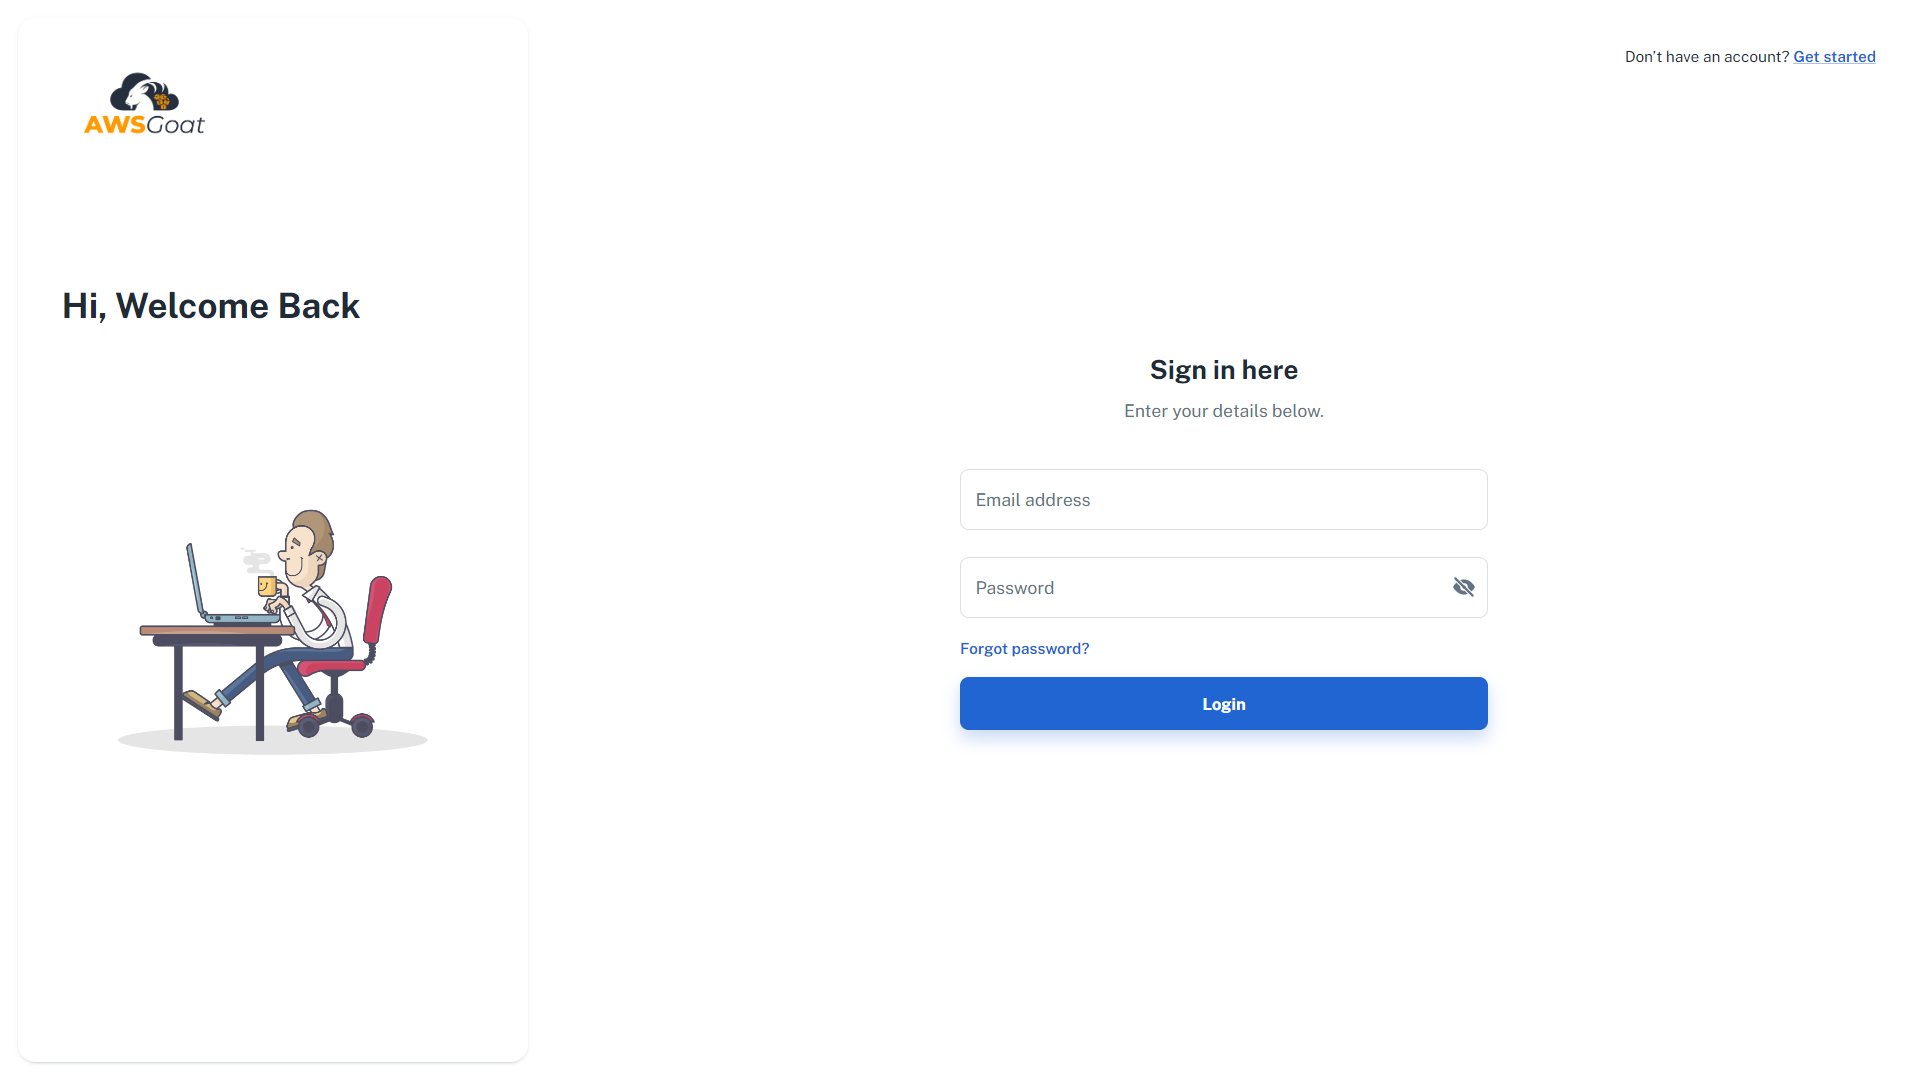 AWSGoat
Hi, Welcome Back
Don't have an account? Get started
Sign in here
Enter your details below.
Email address
Password
Forgot password?
Login